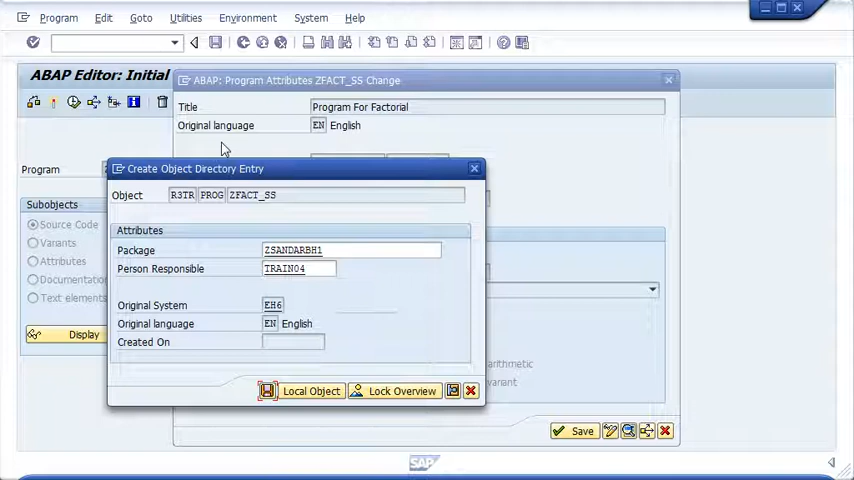 Program Edit Goto Utilities Environment System Help
ABAP Editor: Initial
ABAP: Program Attributes ZFACT_SS Change
Title Program For Factorial
Original language EN English
Program
Create Object Directory Entry
Object R3TR PROG ZFACT_SS
Subobjects
Source Code
Variants
Attributes
Documentation
Text elements
Display
Attributes
Package ZSANDARBH1
Person Responsible TRAIN04
Original System EH6
Original language EN English
Created On
arithmetic
variant
Local Object Lock Overview
Save
SAP